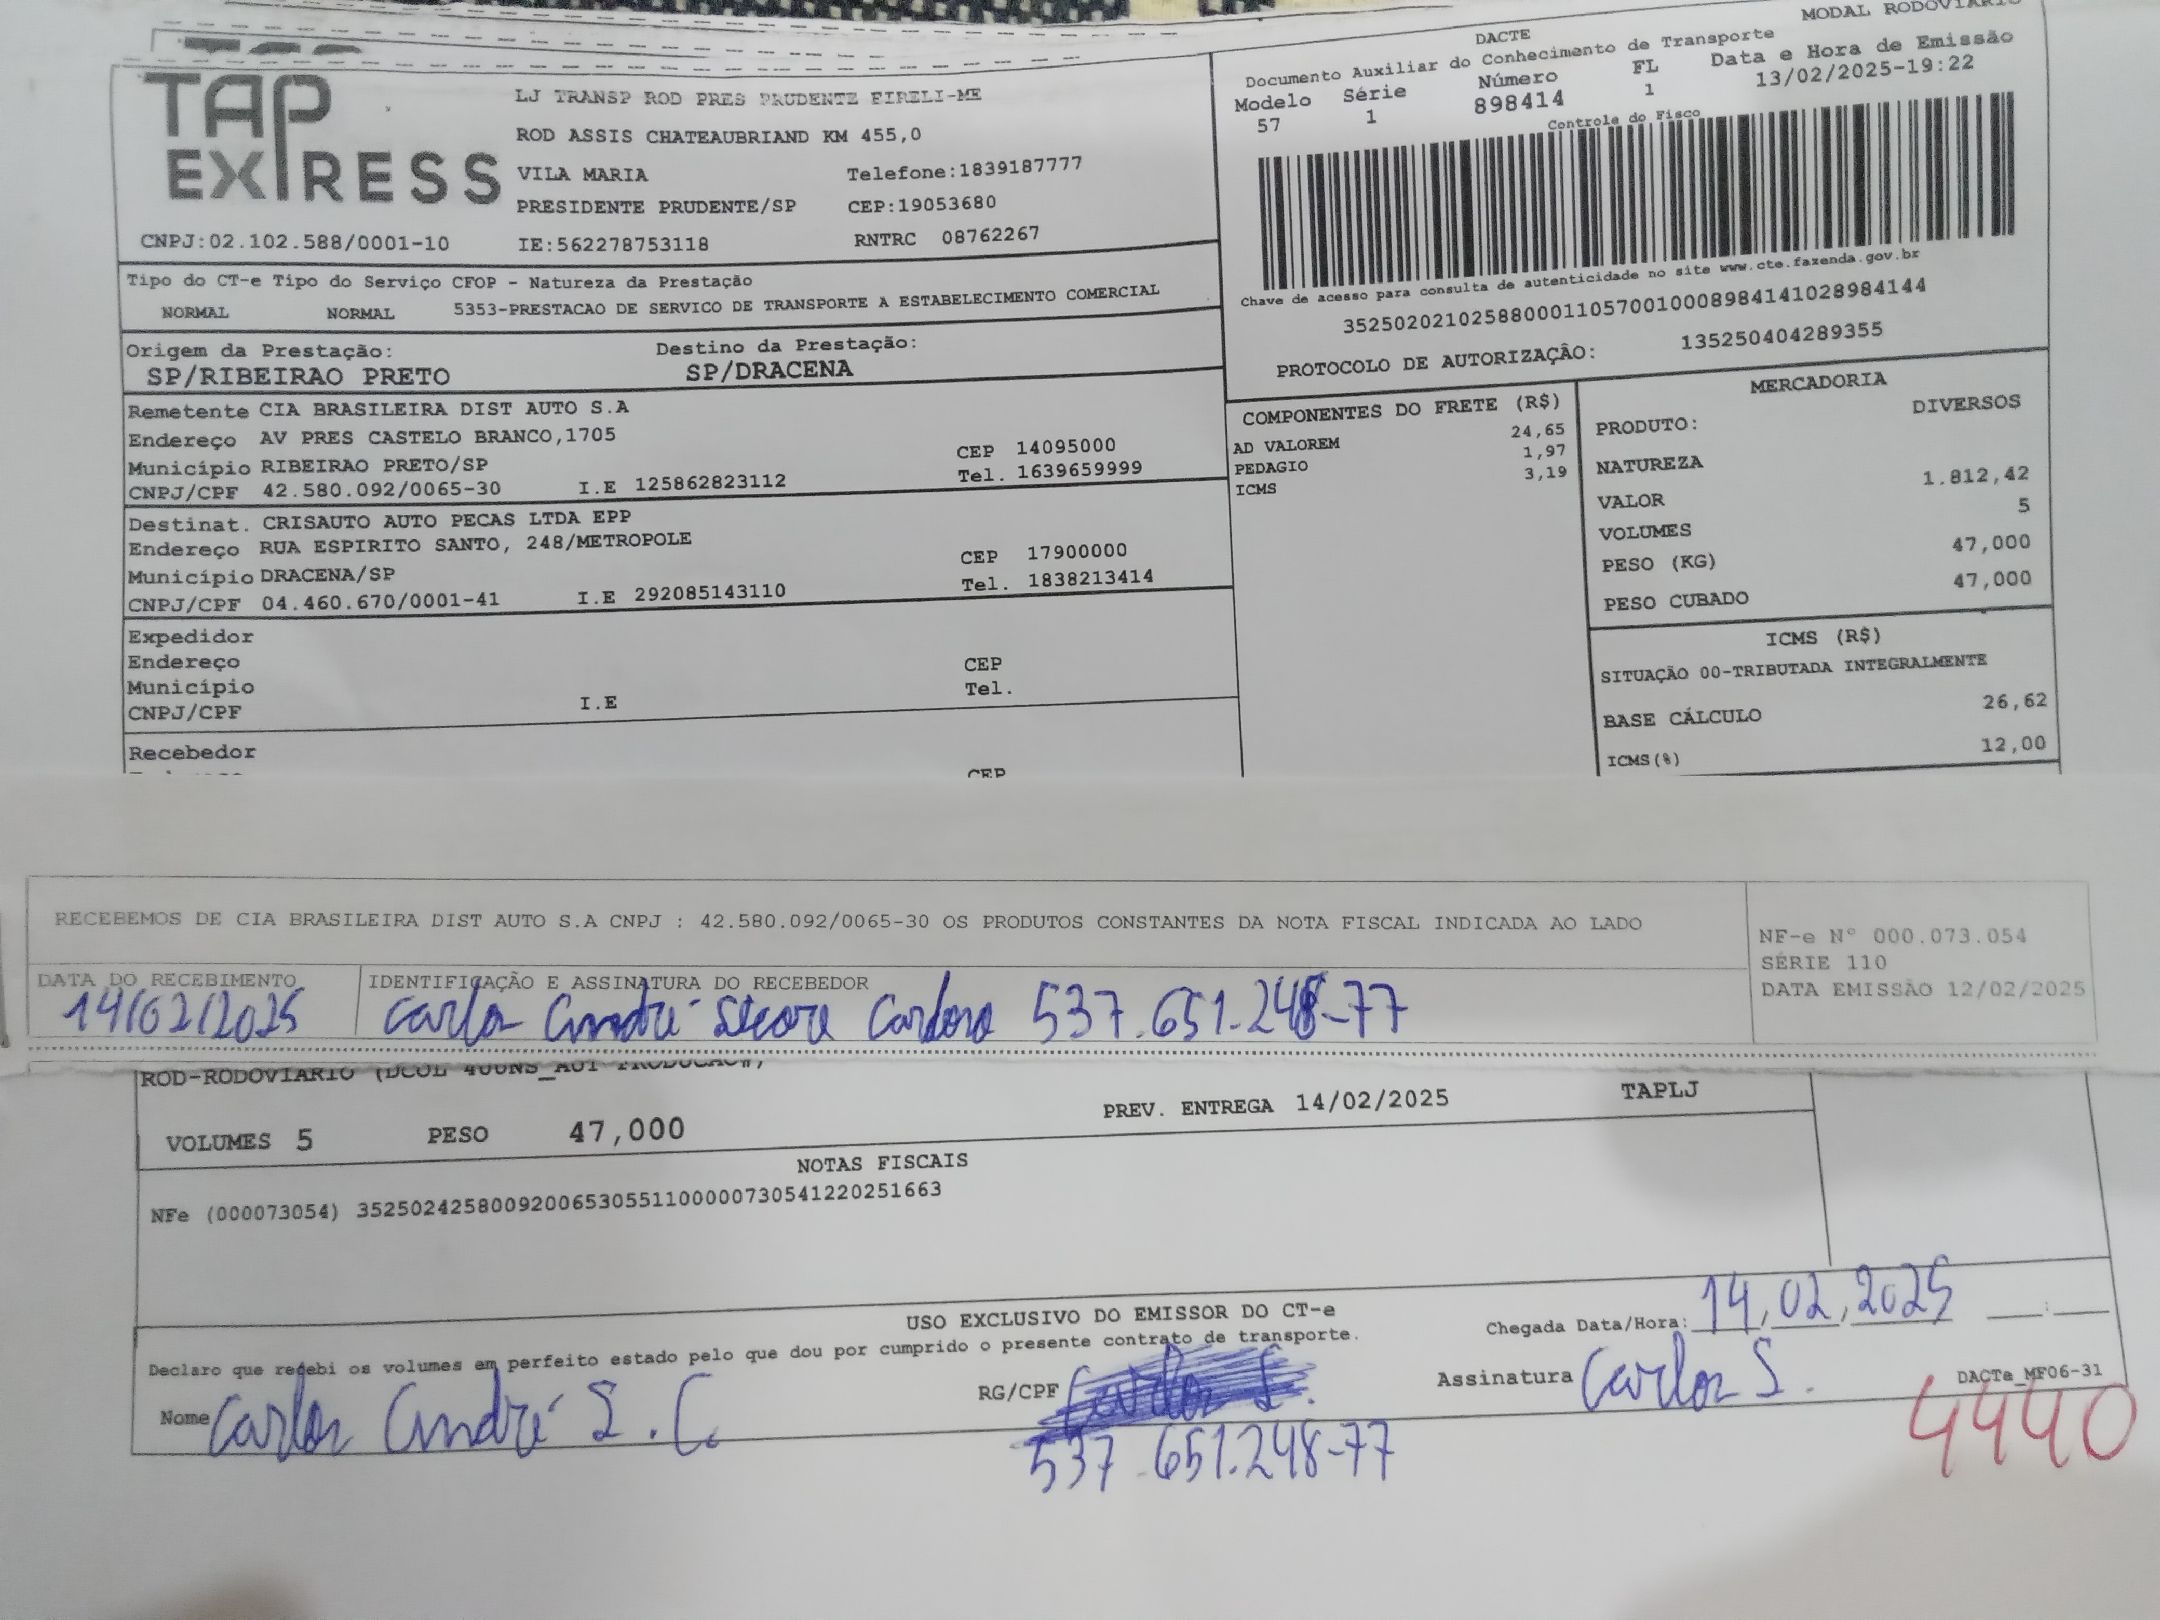 TAP
EXPRESS
LJ TRANSP ROD PRES PRUDENTE EIRELI-ME
ROD ASSIS CHATEAUBRIAND KM 455,0
VILA MARIA Telefone:1839187777
PRESIDENTE PRUDENTE/SP CEP:19053680
CNPJ:02.102.588/0001-10 IE:562278753118 RNTRC 08762267
MODAL RODOVIARIO
DACTE
Documento Auxiliar do Conhecimento de Transporte
Modelo Série Número FL Data e Hora de Emissão
57 1 898414 1 13/02/2025-19:22
Controle do Fisco
Chave de acesso para consulta de autenticidade no site www.cte.fazenda.gov.br
35250202102588000110570010008984141028984144
PROTOCOLO DE AUTORIZAÇÃO: 135250404289355
Tipo do CT-e Tipo do Serviço CFOP - Natureza da Prestação
NORMAL NORMAL 5353-PRESTACAO DE SERVICO DE TRANSPORTE A ESTABELECIMENTO COMERCIAL
Origem da Prestação: Destino da Prestação:
SP/RIBEIRAO PRETO SP/DRACENA
Remetente CIA BRASILEIRA DIST AUTO S.A
Endereço AV PRES CASTELO BRANCO,1705 CEP 14095000
Município RIBEIRAO PRETO/SP Tel. 1639659999
CNPJ/CPF 42.580.092/0065-30 I.E 125862823112
Destinat. CRISAUTO AUTO PECAS LTDA EPP
Endereço RUA ESPIRITO SANTO, 248/METROPOLE CEP 17900000
Município DRACENA/SP Tel. 1838213414
CNPJ/CPF 04.460.670/0001-41 I.E 292085143110
Expedidor
Endereço CEP
Município Tel.
CNPJ/CPF I.E
Recebedor
CEP
COMPONENTES DO FRETE (R$)
AD VALOREM 24,65
PEDAGIO 1,97
ICMS 3,19
MERCADORIA
PRODUTO: DIVERSOS
NATUREZA
VALOR 1.812,42
VOLUMES 5
PESO (KG) 47,000
PESO CUBADO 47,000
ICMS (R$)
SITUAÇÃO 00-TRIBUTADA INTEGRALMENTE
BASE CÁLCULO 26,62
ICMS(%) 12,00
RECEBEMOS DE CIA BRASILEIRA DIST AUTO S.A CNPJ : 42.580.092/0065-30 OS PRODUTOS CONSTANTES DA NOTA FISCAL INDICADA AO LADO
NF-e Nº 000.073.054
SÉRIE 110
DATA EMISSÃO 12/02/2025
DATA DO RECEBIMENTO IDENTIFICAÇÃO E ASSINATURA DO RECEBEDOR
14/02/2025 Carlos André Cardoso 537.651.248-77
ROD-RODOVIARIO
VOLUMES 5 PESO 47,000 PREV. ENTREGA 14/02/2025 TAPLJ
NOTAS FISCAIS
NFe (000073054) 35250242580092006530551100000730541220251663
USO EXCLUSIVO DO EMISSOR DO CT-e
Declaro que recebi os volumes em perfeito estado pelo que dou por cumprido o presente contrato de transporte.
Chegada Data/Hora: 14,02,2025 :
Nome Carlos André S.C. RG/CPF Assinatura Carlos S. DACTe_MF06-31
537.651.248-77
4440